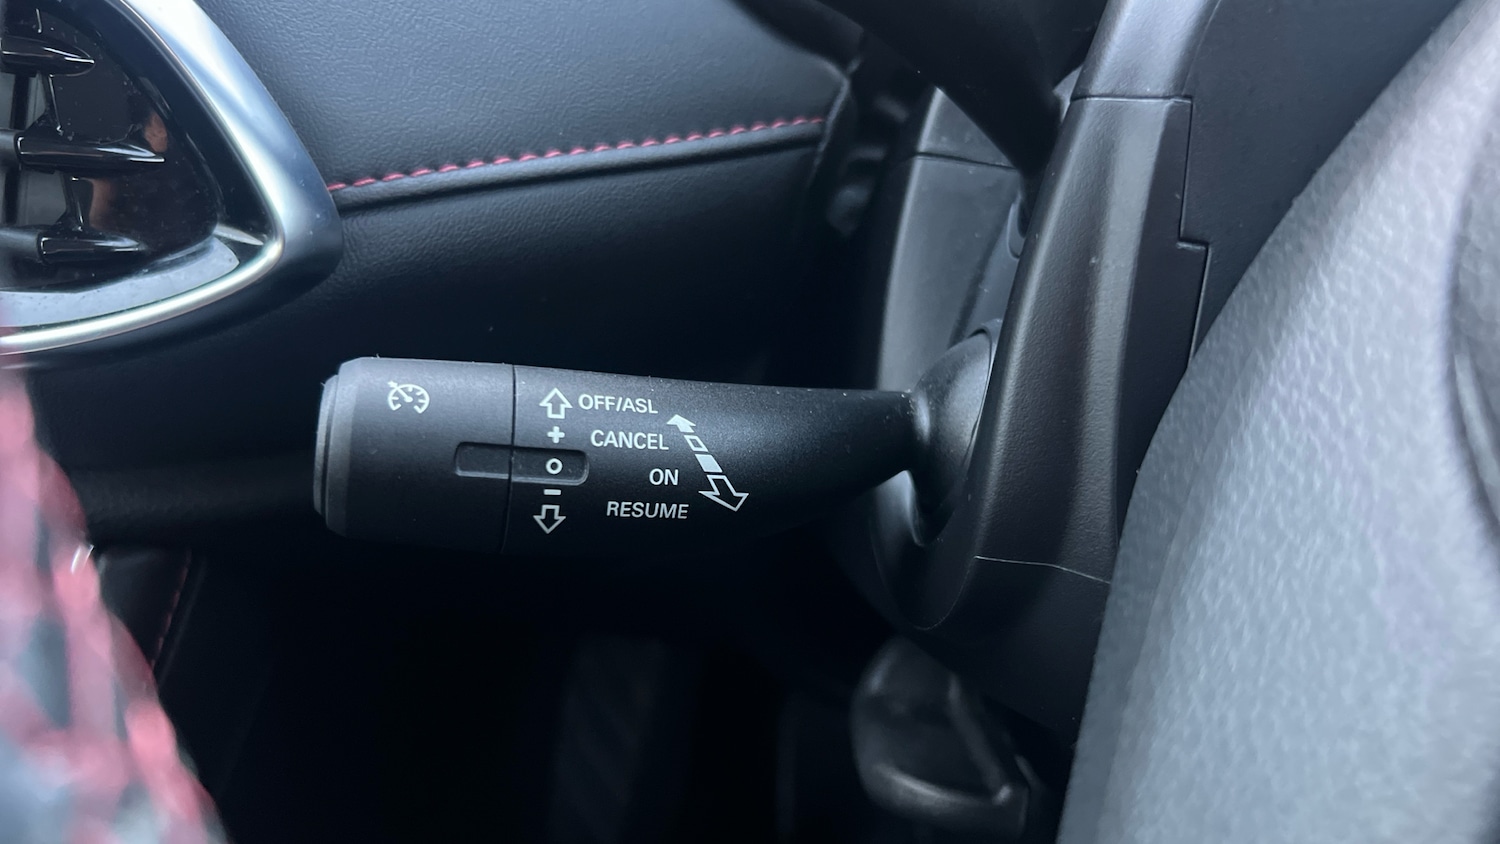 OFF/ASL
+ CANCEL
O ON
- RESUME